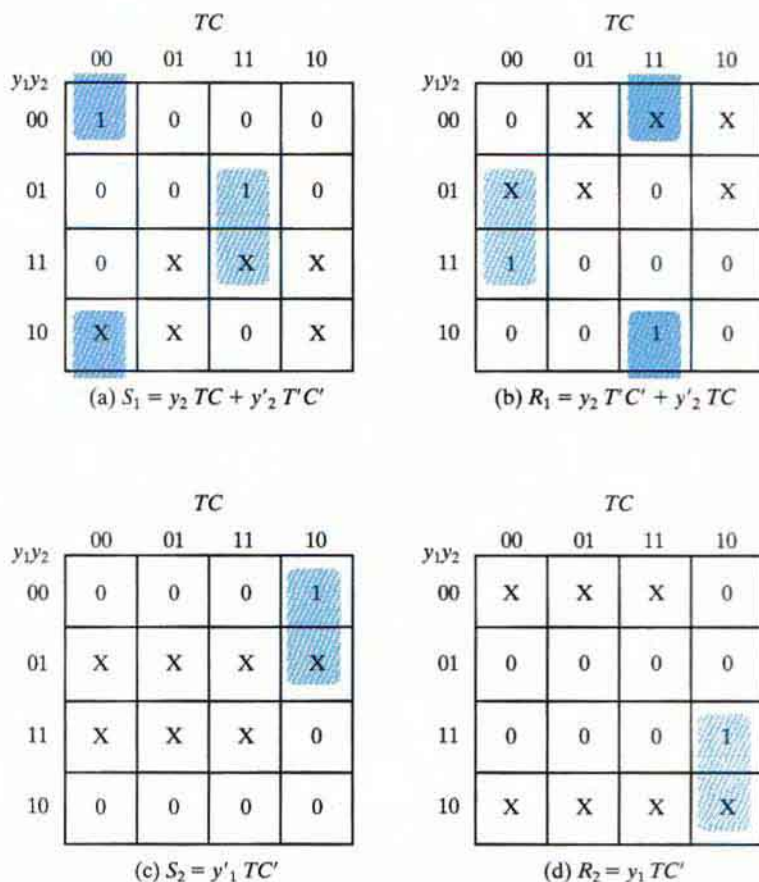 TC
00 01 11 10
y₁y₂
00 1 0 0 0
01 0 0 1 0
11 0 X X X
10 X X 0 X
(a) S₁ = y₂ TC + y'₂ T'C'
TC
00 01 11 10
y₁y₂
00 0 X X X
01 X X 0 X
11 1 0 0 0
10 0 0 1 0
(b) R₁ = y₂ T'C' + y'₂ TC
TC
00 01 11 10
y₁y₂
00 0 0 0 1
01 X X X X
11 X X X 0
10 0 0 0 0
(c) S₂ = y'₁ TC'
TC
00 01 11 10
y₁y₂
00 X X X 0
01 0 0 0 0
11 0 0 0 1
10 X X X X
(d) R₂ = y₁ TC'